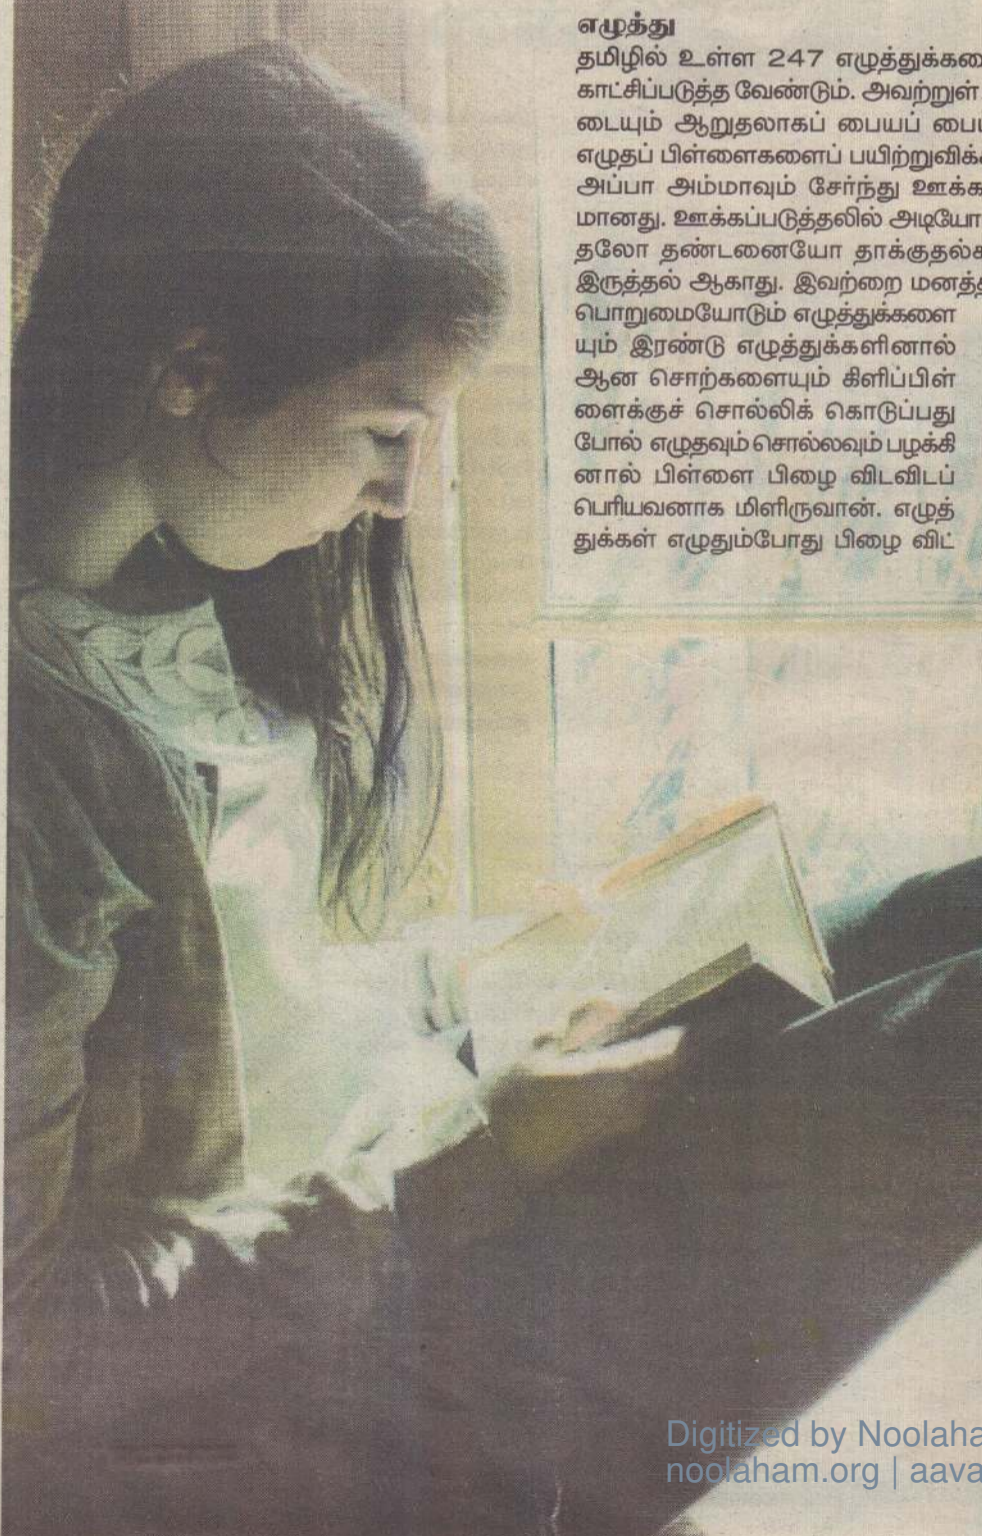 எழுத்து
தமிழில் உள்ள 247 எழுத்துக்களை
காட்சிப்படுத்த வேண்டும். அவற்றுள்
டையும் ஆறுதலாகப் பையப் பைய
எழுதப் பிள்ளைகளைப் பயிற்றுவிக்க
அப்பா அம்மாவும் சேர்ந்து ஊக்க
மானது. ஊக்கப்படுத்தலில் அடியோ
தலோ தண்டனையோ தாக்குதல்க
இருத்தல் ஆகாது. இவற்றை மனத்த
பொறுமையோடும் எழுத்துக்களை
யும் இரண்டு எழுத்துக்களினால்
ஆன சொற்களையும் கிளிப்பிள்
ளைக்குச் சொல்லிக் கொடுப்பது
போல் எழுதவும் சொல்லவும் பழக்கி
னால் பிள்ளை பிழை விடவிடப்
பெரியவனாக மிளிருவான். எழுத்
துக்கள் எழுதும்போது பிழை விட்
Digitized by Noolaha
noolaham.org | aava